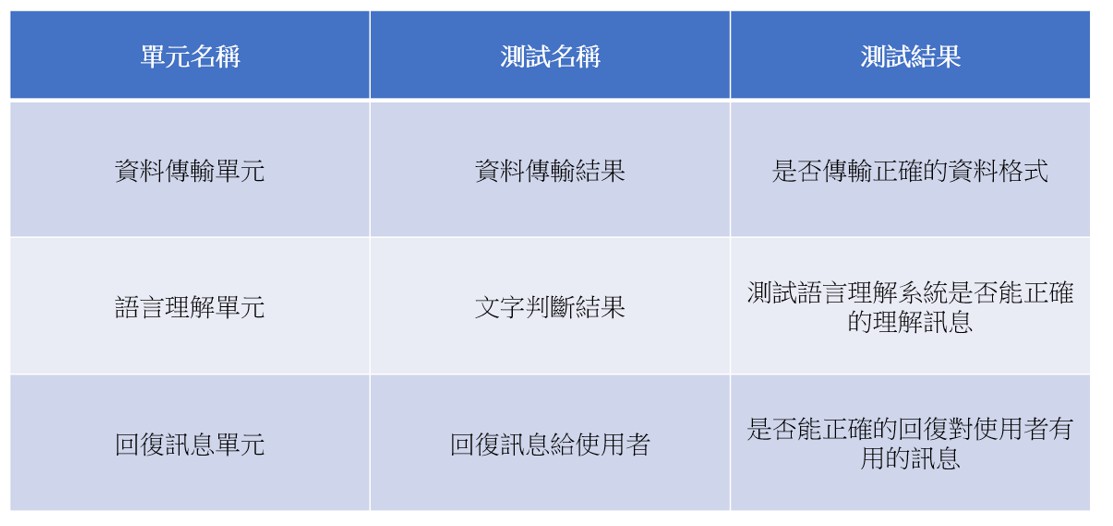 單元名稱
測試名稱
測試結果
資料傳輸單元
資料傳輸結果
是否傳輸正確的資料格式
語言理解單元
文字判斷結果
測試語言理解系統是否能正確
的理解訊息
回復訊息單元
回復訊息給使用者
是否能正確的回復對使用者有
用的訊息